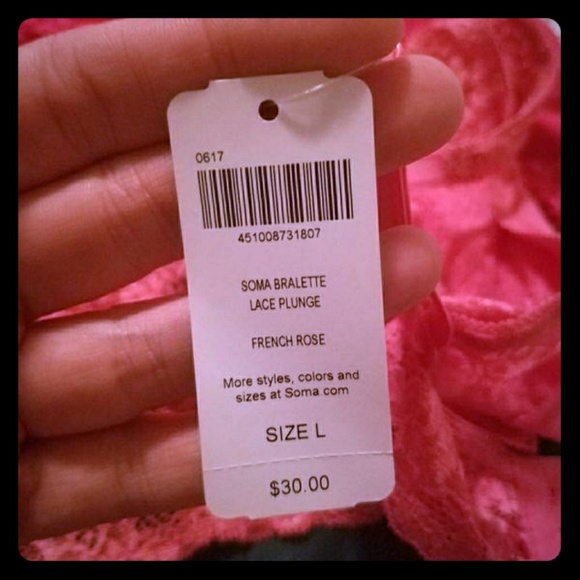 0617
451008731807
SOMA BRALETTE
LACE PLUNGE
FRENCH ROSE
More styles, colors and
sizes at Soma.com
SIZE L
$30.00